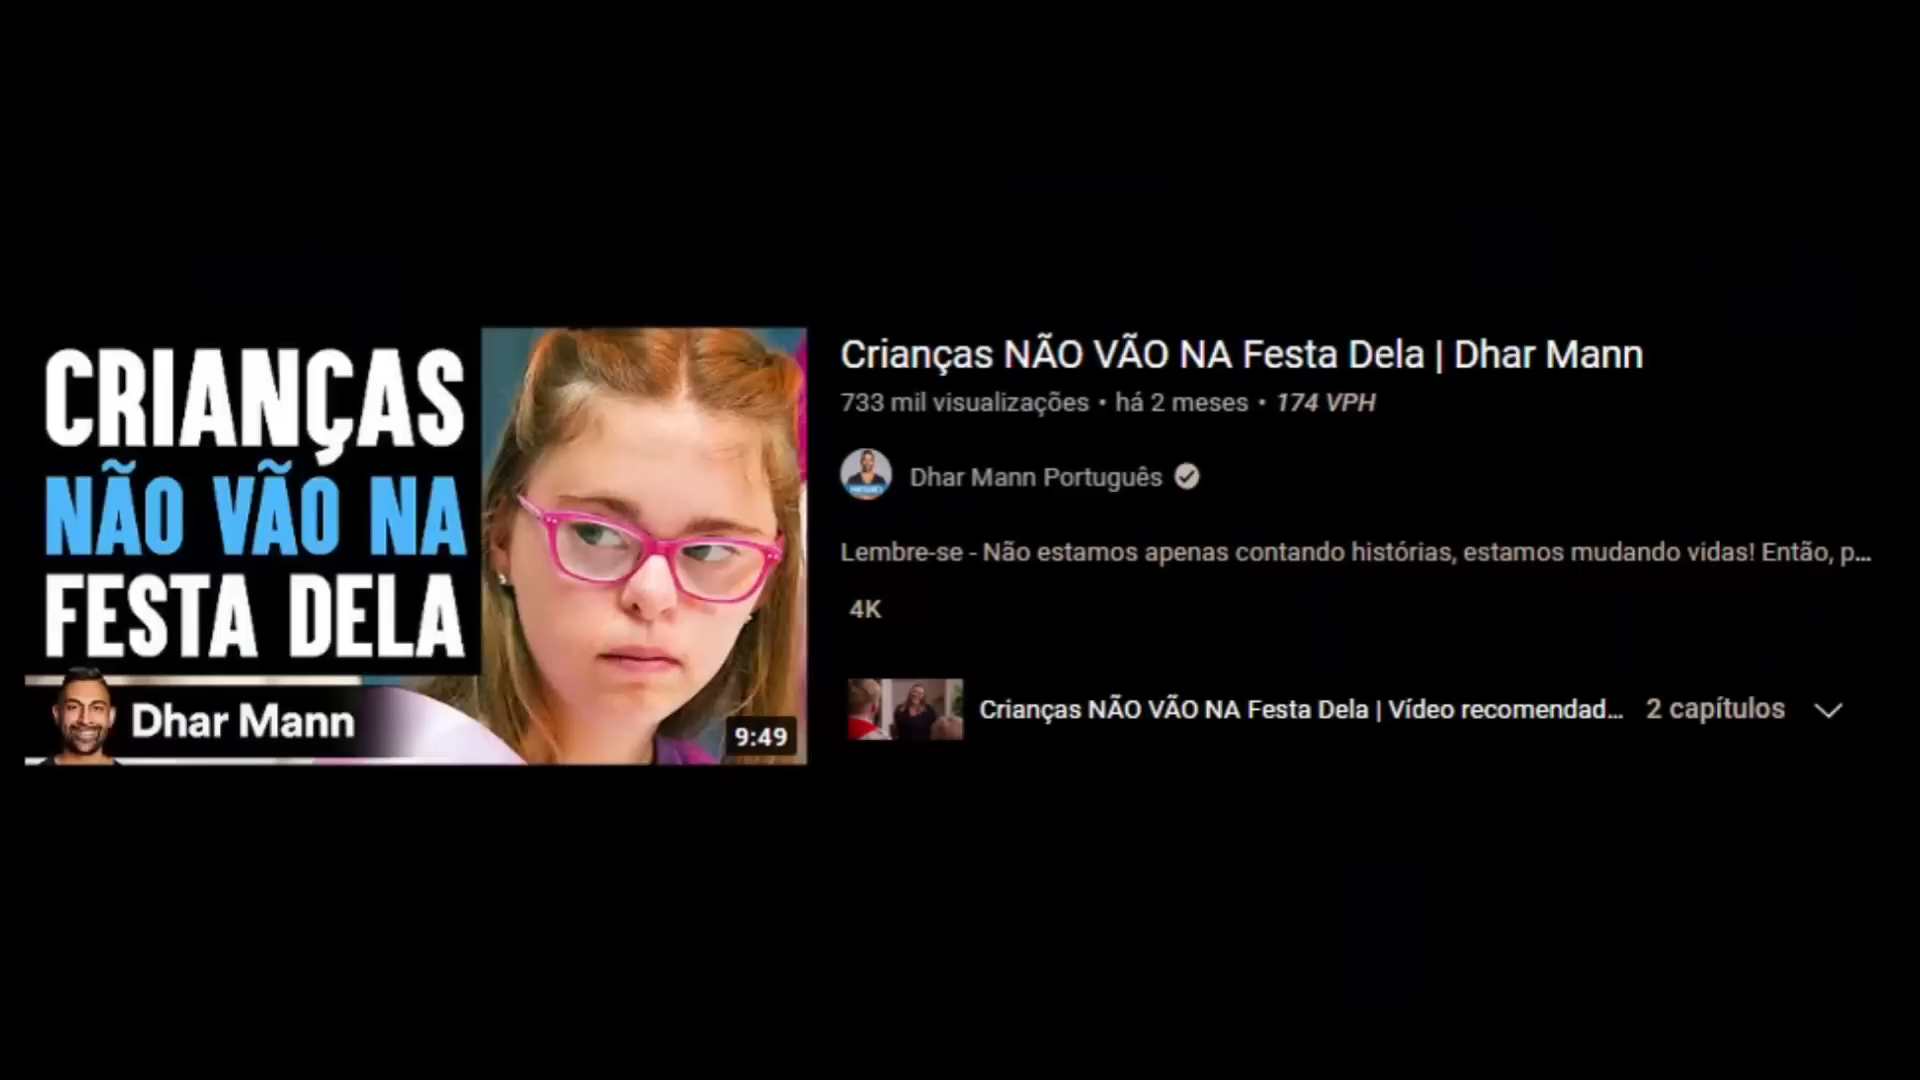 CRIANÇAS
NÃO VÃO NA
FESTA DELA
Dhar Mann
9:49
Crianças NÃO VÃO NA Festa Dela | Dhar Mann
733 mil visualizações • há 2 meses • 174 VPH
Dhar Mann Português
Lembre-se - Não estamos apenas contando histórias, estamos mudando vidas! Então, p...
4K
Crianças NÃO VÃO NA Festa Dela | Vídeo recomendad... 2 capítulos